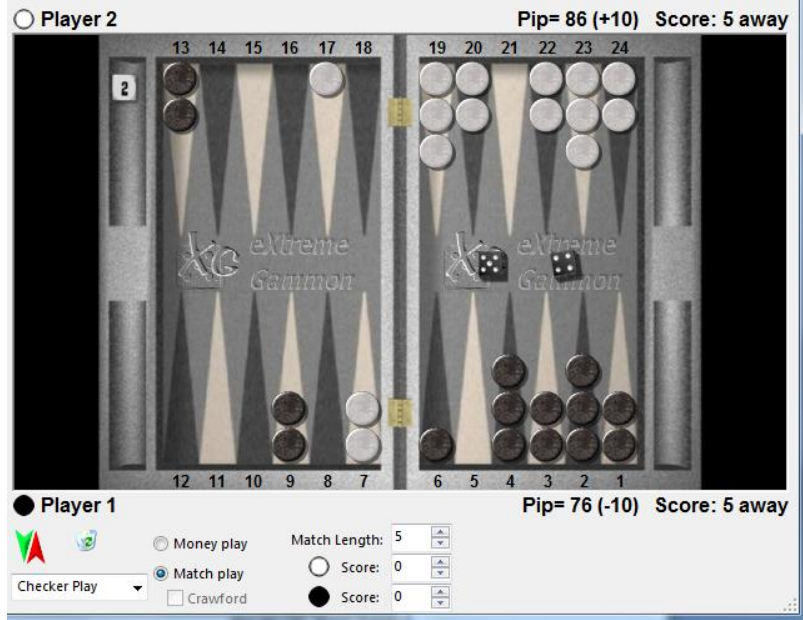 Player 2 Pip= 86 (+10) Score: 5 away
13 14 15 16 17 18 19 20 21 22 23 24
2
XG eXtreme Gammon X eXtreme Gammon
12 11 10 9 8 7 6 5 4 3 2 1
Player 1 Pip= 76 (-10) Score: 5 away
Money play Match Length: 5
Match play Score: 0
Checker Play Crawford Score: 0